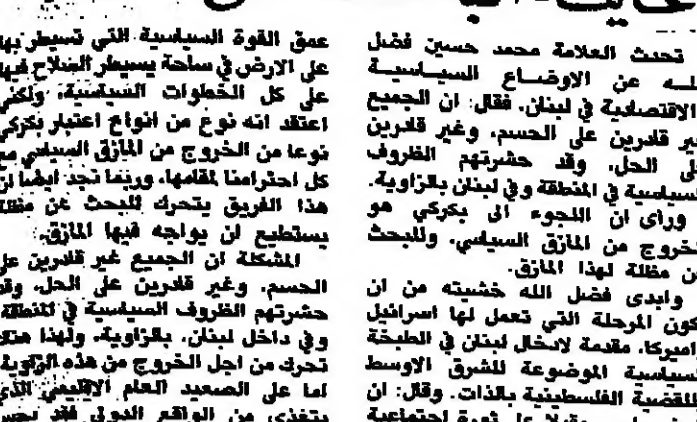 تحدث العلامة محمد حسين فضل
الله عن الاوضاع السياسية
الاقتصادية في لبنان. فقال: ان الجميع
غير قادرين على الحسم، وغير قادرين
على الحل، وقد حشرتهم الظروف
السياسية في المنطقة وفي لبنان بالزاوية.
وراى ان اللجوء الى بكركي هو
للخروج من المازق السياسي، وللبحث
عن مظلة لهذا المازق.
وابدى فضل الله خشيته من ان
تكون المرحلة التي تعمل لها اسرائيل
واميركا، مقدمة لادخال لبنان في الطبخة
السياسية الموضوعة للشرق الاوسط
وللقضية الفلسطينية بالذات. وقال: ان
على ثورة اجتماعية
عمق القوة السياسية التي تسيطر بها
على الارض في ساحة يسيطر السلاح فيها
على كل الخطوات السياسية، ولكني
اعتقد انه نوع من انواع اعتبار بكركي
نوعا من الخروج من المازق السياسي مع
كل احترامنا لمقامها، وربما تجد ايضا ان
هذا الفريق يتحرك للبحث عن مظلة
يستطيع ان يواجه فيها المازق.
المشكلة ان الجميع غير قادرين على
الحسم، وغير قادرين على الحل، وقد
حشرتهم الظروف السياسية في المنطقة
وفي داخل لبنان، بالزاوية، ولهذا هناك
تحرك من اجل الخروج من هذه الزاوية
اما على الصعيد العام الاقليمي الذي
يتغذى من الواقع الدولي فقد